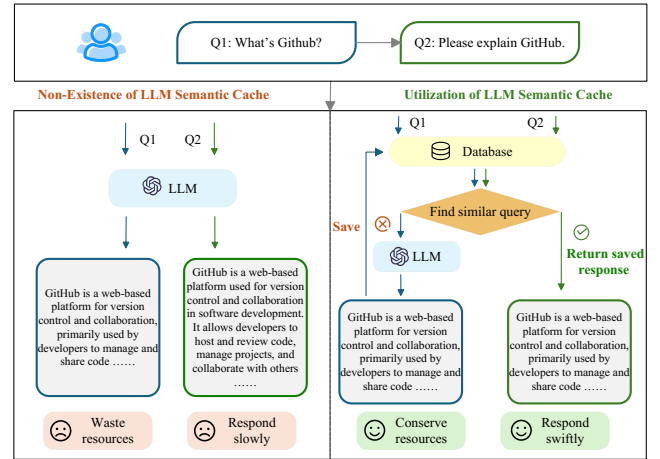 Q1: What's Github?
Q2: Please explain GitHub.
Non-Existence of LLM Semantic Cache
Utilization of LLM Semantic Cache
Q1
Q2
LLM
GitHub is a web-based
platform for version
control and collaboration,
primarily used by
developers to manage and
share code ……
GitHub is a web-based
platform used for version
control and collaboration
in software development.
It allows developers to
host and review code,
manage projects, and
collaborate with others
……
Waste
resources
Respond
slowly
Q1
Q2
Database
Find similar query
Save
LLM
Return saved
response
GitHub is a web-based
platform for version
control and collaboration,
primarily used by
developers to manage and
share code ……
GitHub is a web-based
platform for version
control and collaboration,
primarily used by
developers to manage and
share code ……
Conserve
resources
Respond
swiftly